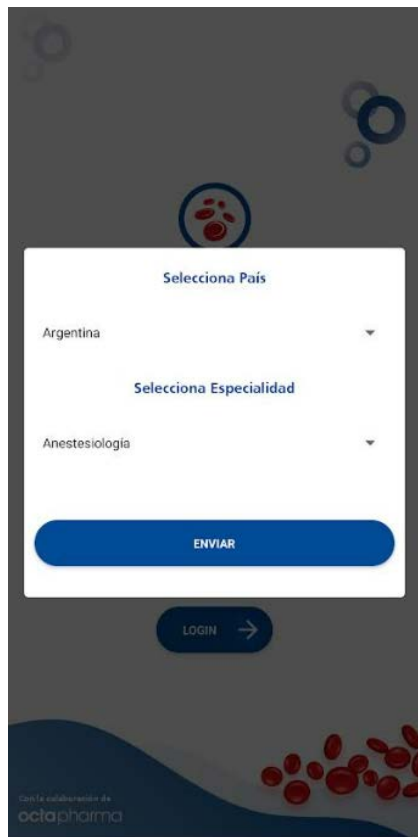 Selecciona País
Argentina
Selecciona Especialidad
Anestesiología
ENVIAR
LOGIN
Con la colaboración de
octapharma